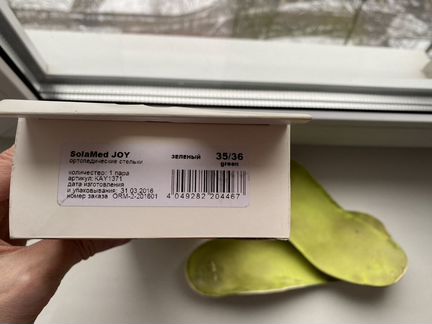 SolaMed JOY
ортопедические стельки
зеленый
35/36
green
количество: 1 пара
артикул: KAY1371
дата изготовления
и упаковывания: 31.03.2016
номер заказа ORM-2-201601
4 049282 204467